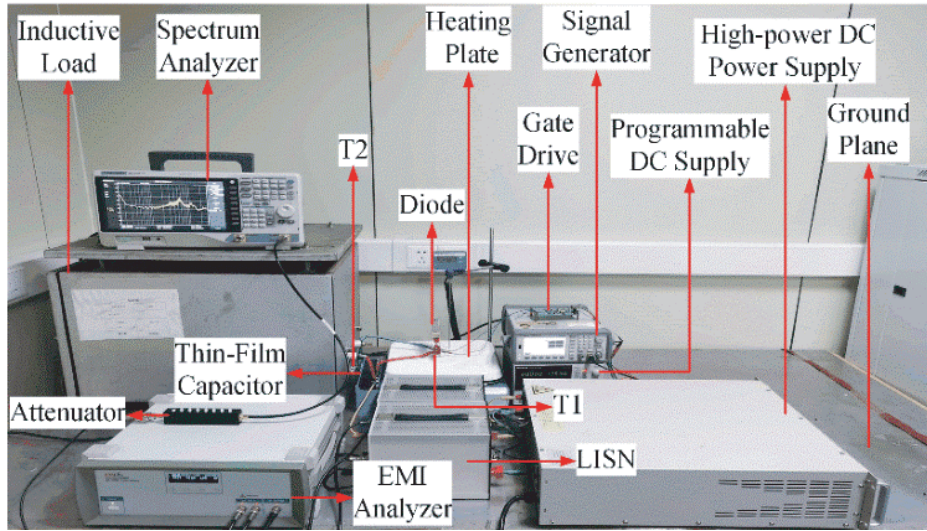 Inductive
Load
Spectrum
Analyzer
Heating
Plate
Signal
Generator
High-power DC
Power Supply
T2
Gate
Drive
Programmable
DC Supply
Ground
Plane
Diode
Thin-Film
Capacitor
Attenuator
T1
LISN
EMI
Analyzer